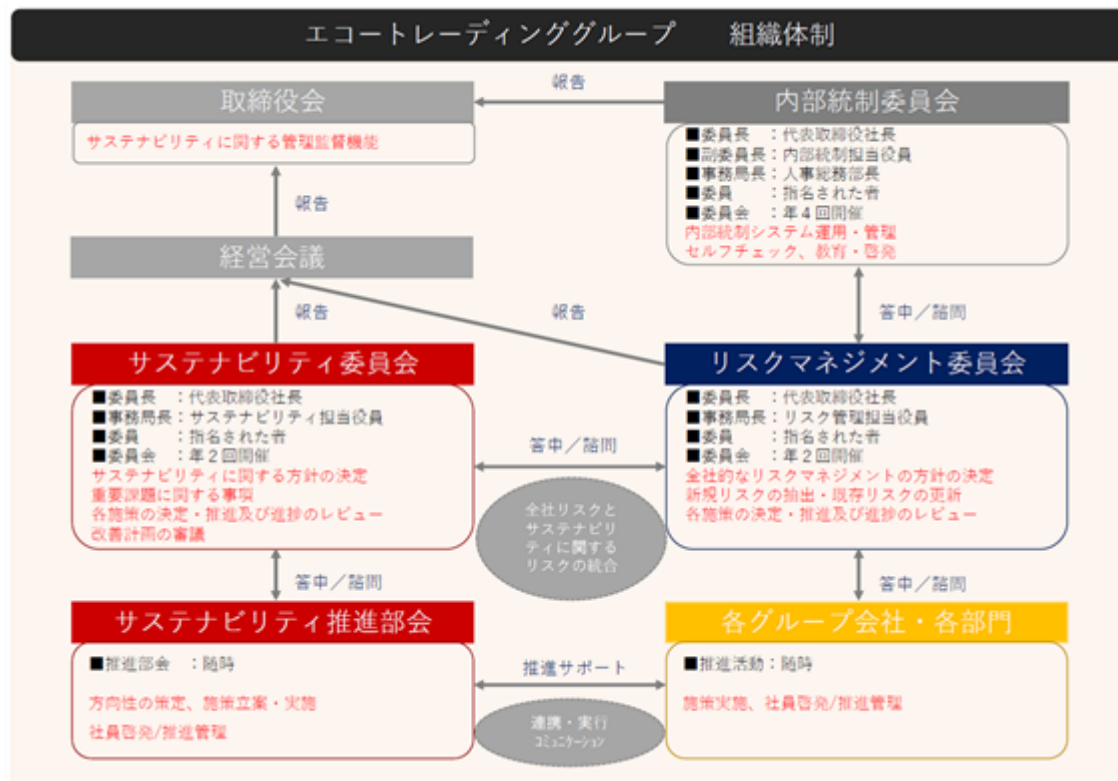 エコートレーディンググループ　　組織体制
報告
取締役会
サステナビリティに関する管理監督機能
内部統制委員会
■委員長　：代表取締役社長
■副委員長：内部統制担当役員
■事務局長：人事総務部長
■委員　　：指名された者
■委員会　：年４回開催
内部統制システム運用・管理
セルフチェック、教育・啓発
報告
経営会議
報告
報告
答申／諮問
サステナビリティ委員会
■委員長　：代表取締役社長
■事務局長：サステナビリティ担当役員
■委員　　：指名された者
■委員会　：年２回開催
サステナビリティに関する方針の決定
重要課題に関する事項
各施策の決定・推進及び進捗のレビュー
改善計画の審議
答申／諮問
全社リスクと
サステナビリ
ティに関する
リスクの統合
リスクマネジメント委員会
■委員長　：代表取締役社長
■事務局長：リスク管理担当役員
■委員　　：指名された者
■委員会　：年２回開催
全社的なリスクマネジメントの方針の決定
新規リスクの抽出・既存リスクの更新
各施策の決定・推進及び進捗のレビュー
答申／諮問
答申／諮問
サステナビリティ推進部会
■推進部会　：随時
方向性の策定、施策立案・実施
社員啓発/推進管理
推進サポート
連携・実行
ｺﾐｭﾆｹｰｼｮﾝ
各グループ会社・各部門
■推進活動：随時
施策実施、社員啓発/推進管理